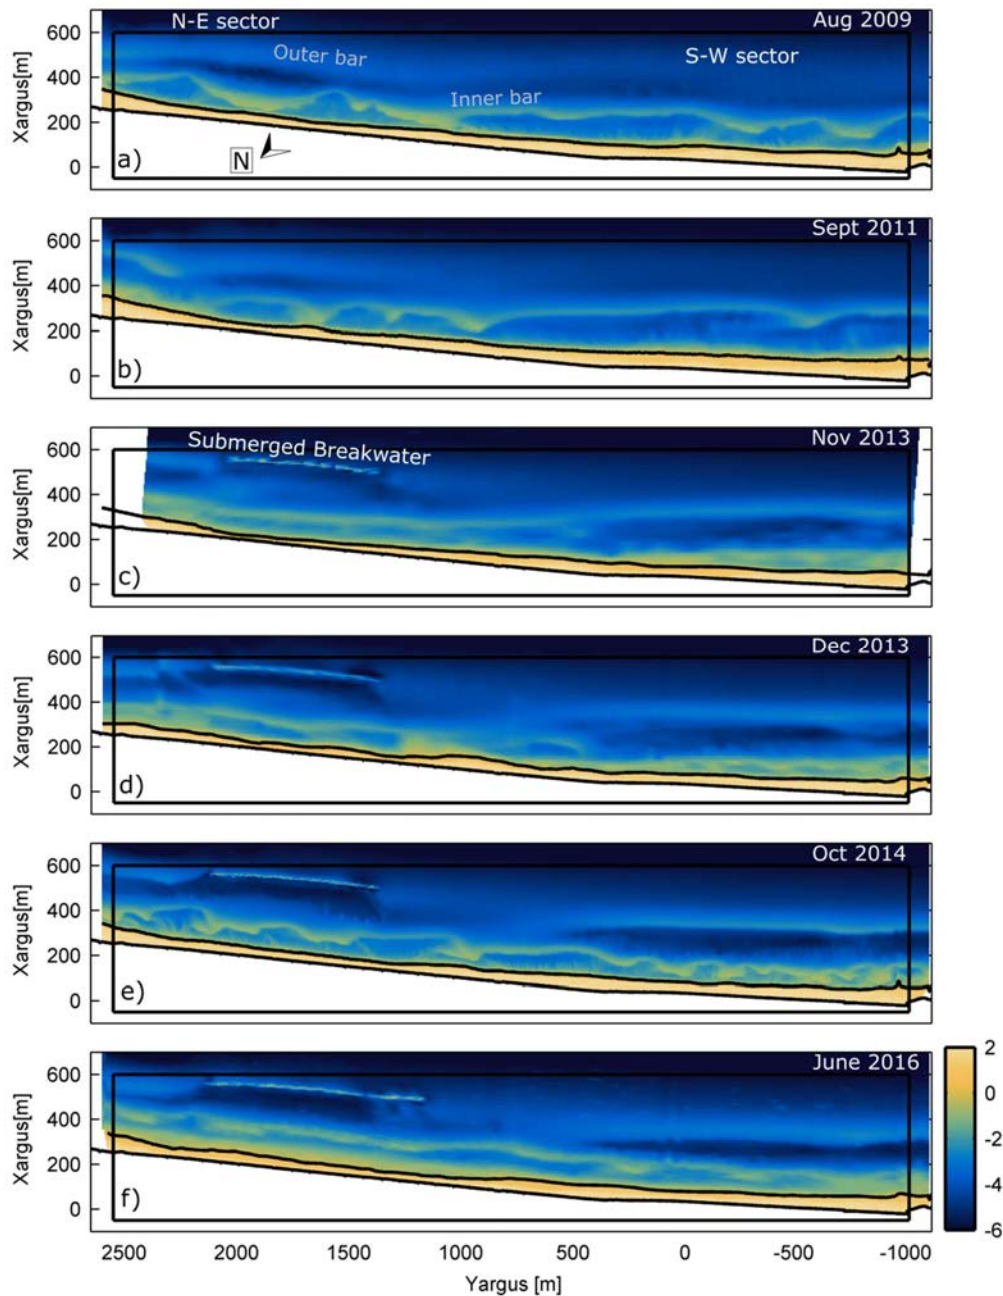 N-E sector
Aug 2009
Outer bar
S-W sector
Inner bar
N
a)
Xargus[m]
600
400
200
0
Sept 2011
b)
Xargus[m]
600
400
200
0
Nov 2013
Submerged Breakwater
c)
Xargus[m]
600
400
200
0
Dec 2013
d)
Xargus[m]
600
400
200
0
Oct 2014
e)
Xargus[m]
600
400
200
0
June 2016
f)
Xargus[m]
600
400
200
0
2
0
-2
-4
-6
2500 2000 1500 1000 500 0 -500 -1000
Yargus [m]